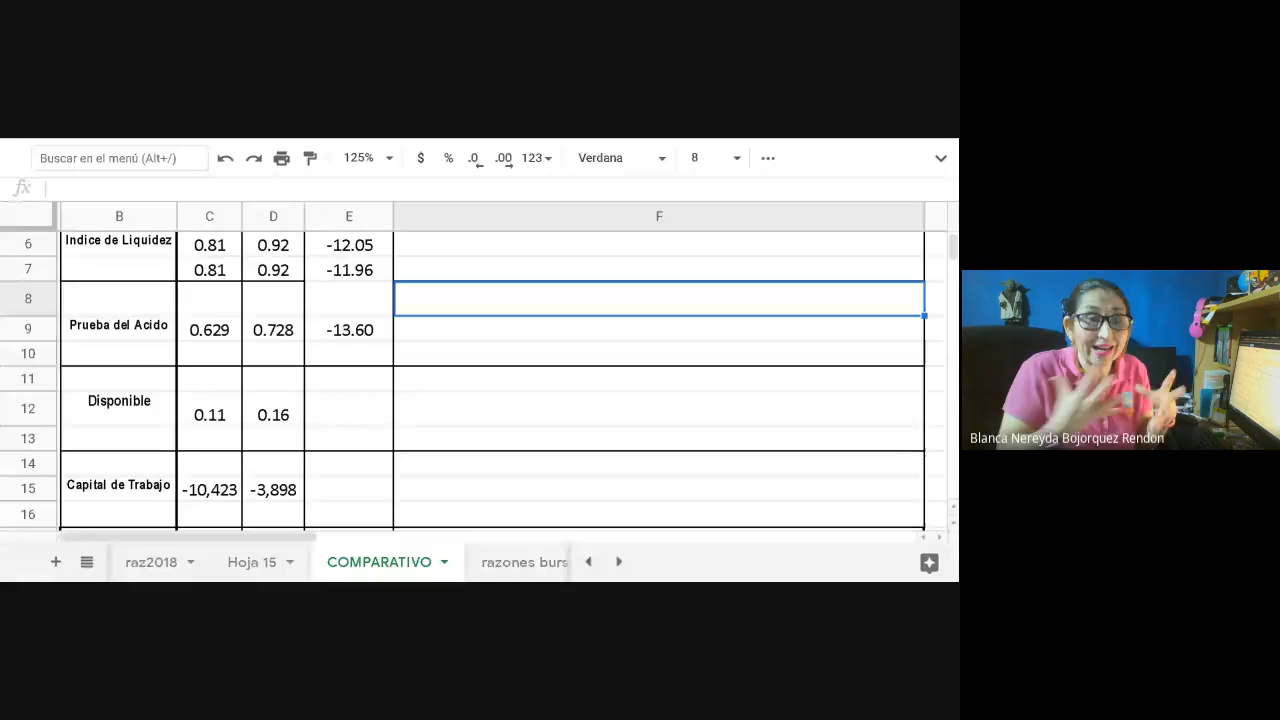 Buscar en el menú (Alt+/) 125% $ % .0 .00 123 Verdana 8
fx
B C D E F
6 Indice de Liquidez 0.81 0.92 -12.05
7 0.81 0.92 -11.96
8
9 Prueba del Acido 0.629 0.728 -13.60
10
11
12 Disponible 0.11 0.16
13
14
15 Capital de Trabajo -10,423 -3,898
16
raz2018 Hoja 15 COMPARATIVO razones burs
Blanca Nereyda Bojorquez Rendon